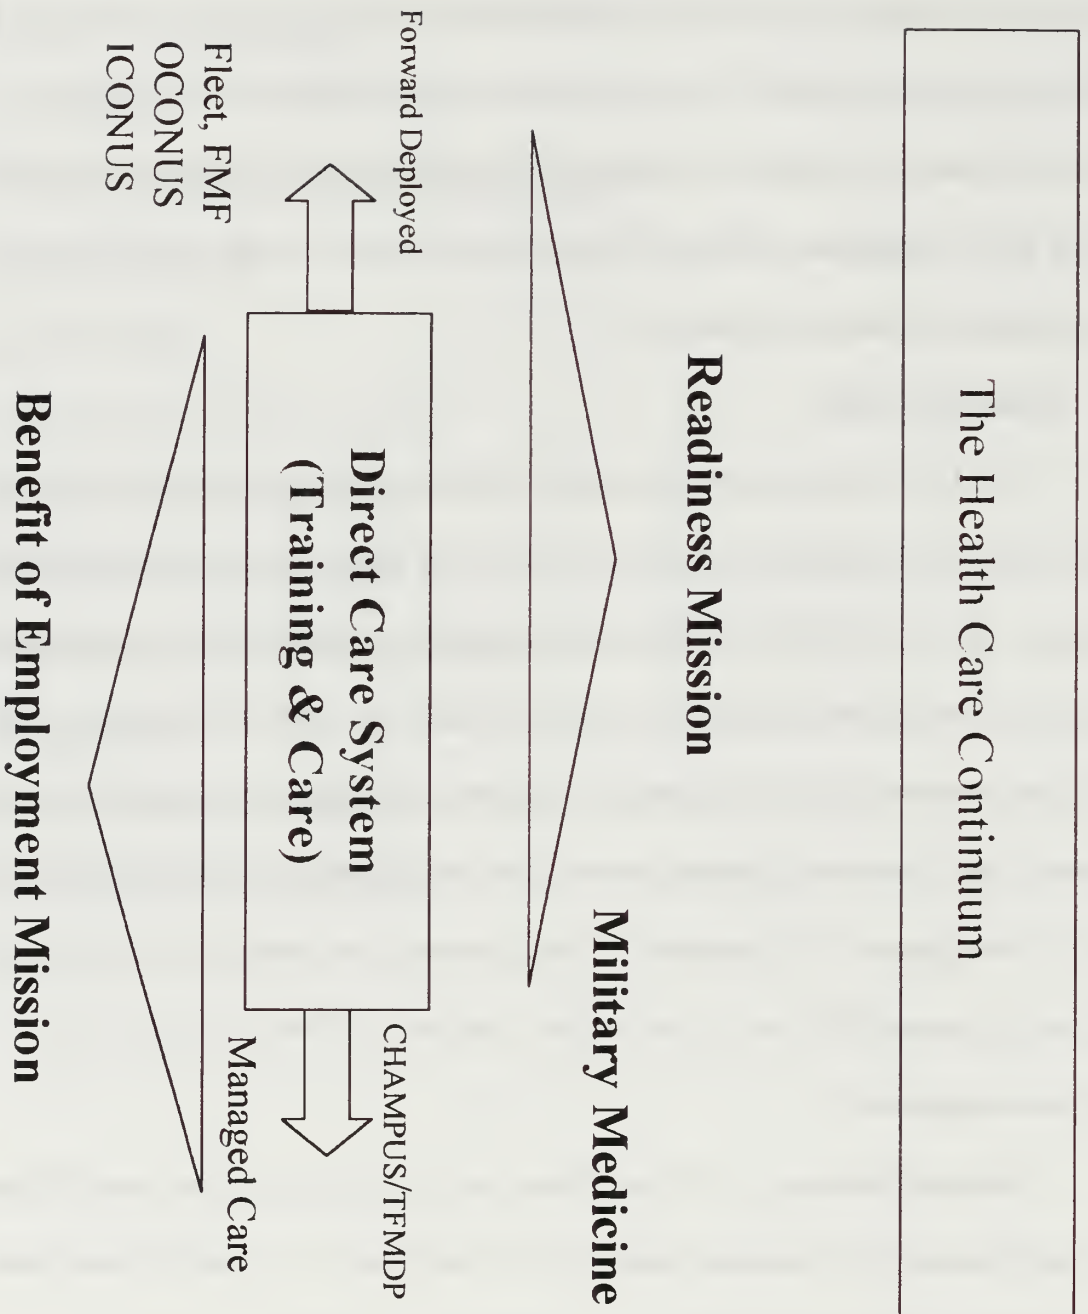 The Health Care Continuum
Readiness Mission
Military Medicine
Forward Deployed
CHAMPUS/TFMDP
Direct Care System
(Training & Care)
Fleet, FMF
OCONUS
ICONUS
Managed Care
Benefit of Employment Mission